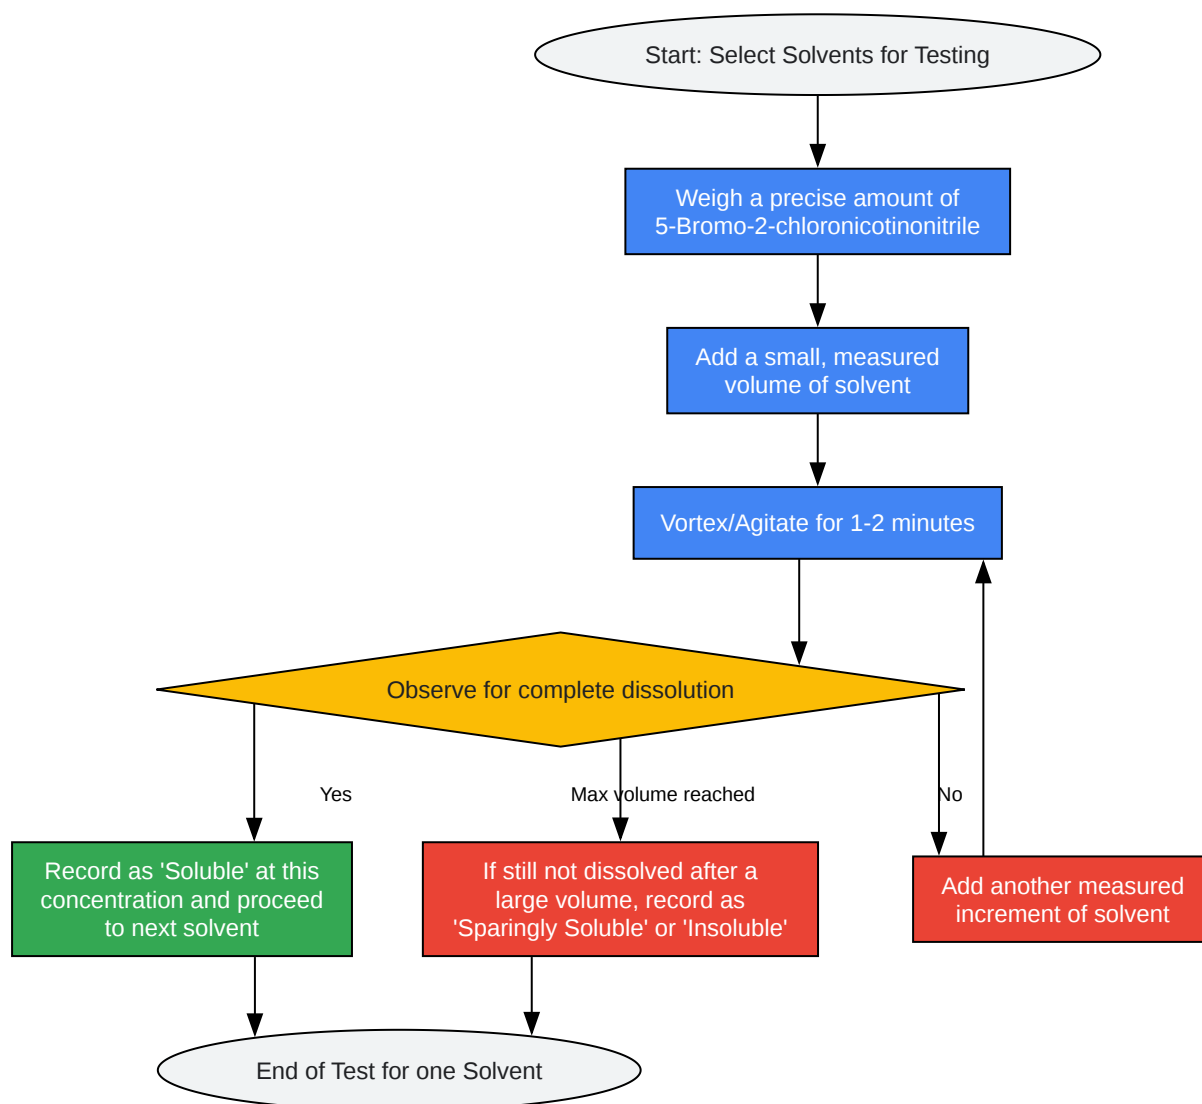 Start: Select Solvents for Testing
Weigh a precise amount of
5-Bromo-2-chloronicotinonitrile
Add a small, measured
volume of solvent
Vortex/Agitate for 1-2 minutes
Observe for complete dissolution
Yes
Max volume reached
No
Record as 'Soluble' at this
concentration and proceed
to next solvent
If still not dissolved after a
large volume, record as
'Sparingly Soluble' or 'Insoluble'
Add another measured
increment of solvent
End of Test for one Solvent